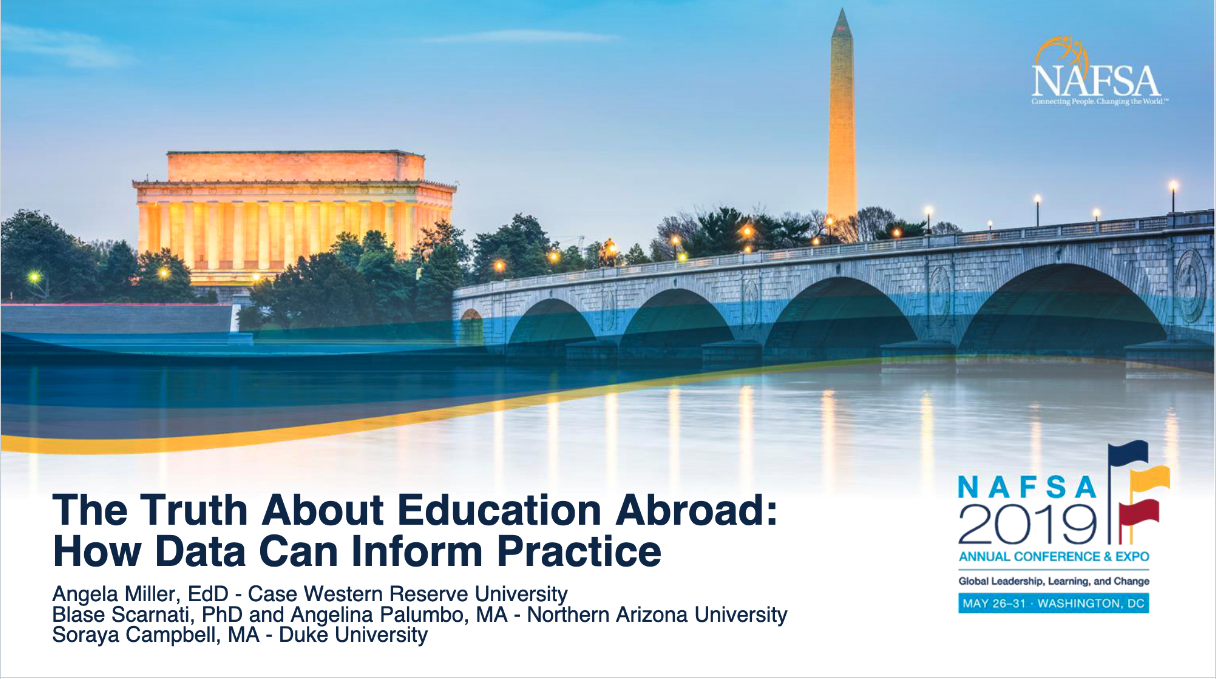 NAFSA
Connecting People. Changing the World.™
The Truth About Education Abroad:
How Data Can Inform Practice
Angela Miller, EdD - Case Western Reserve University
Blase Scarnati, PhD and Angelina Palumbo, MA - Northern Arizona University
Soraya Campbell, MA - Duke University
NAFSA
2019
ANNUAL CONFERENCE & EXPO
Global Leadership, Learning, and Change
MAY 26–31 · WASHINGTON, DC